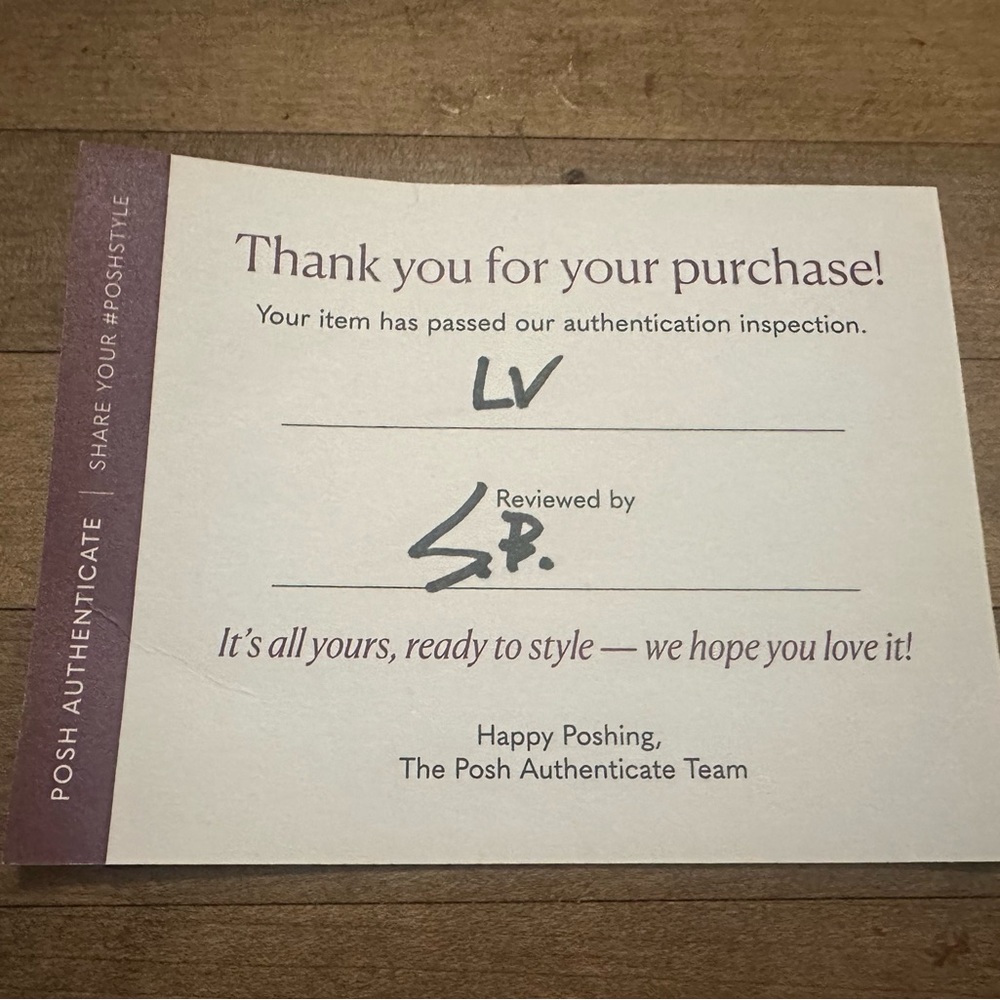 POSH AUTHENTICATE | SHARE YOUR #POSHSTYLE
Thank you for your purchase!
Your item has passed our authentication inspection.
LV
Reviewed by
S.B.
It's all yours, ready to style — we hope you love it!
Happy Poshing,
The Posh Authenticate Team